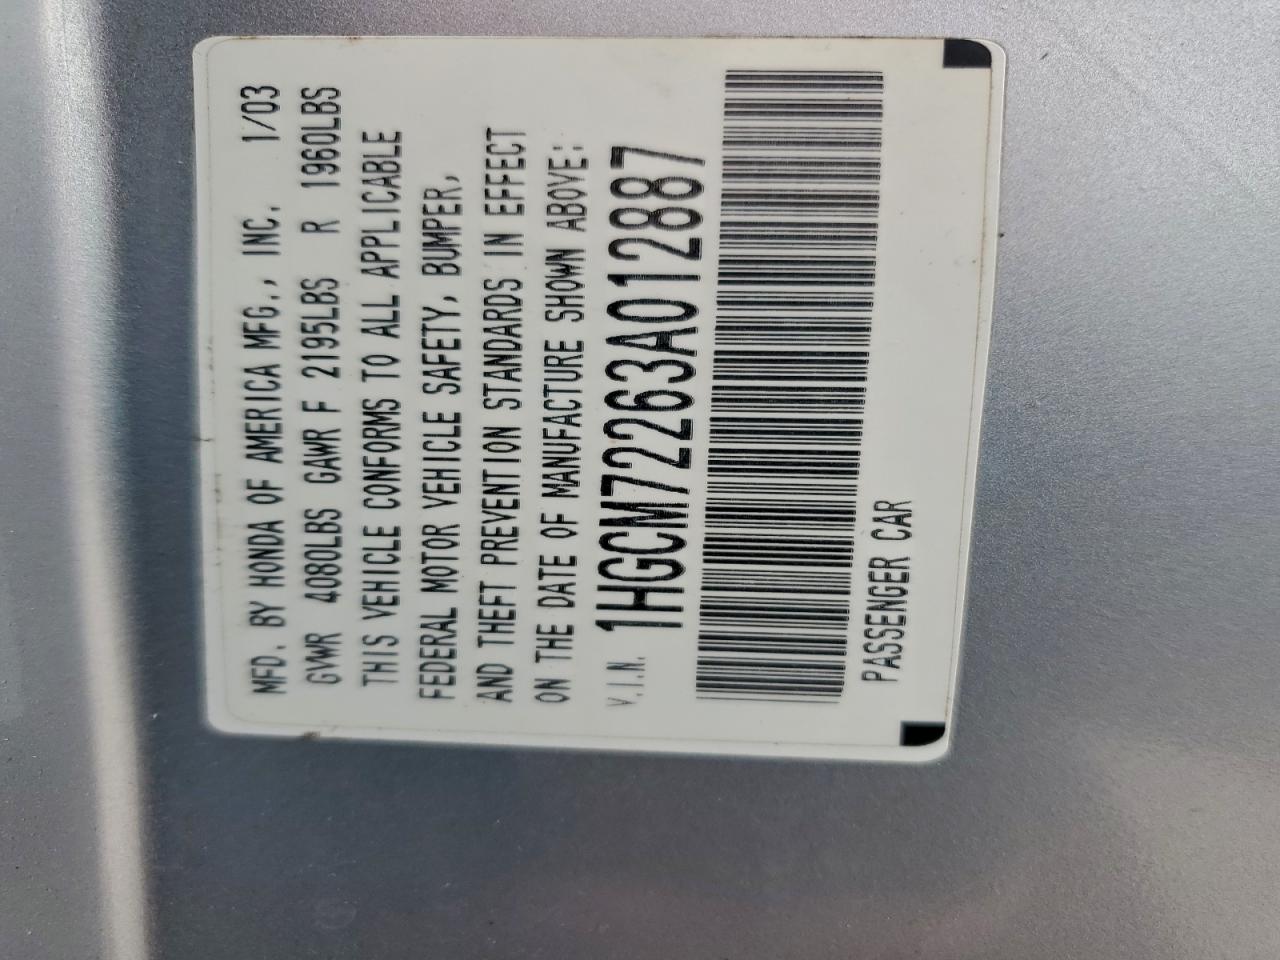 MFD. BY HONDA OF AMERICA MFG., INC. 1/03
GVWR 4080LBS GAWR F 2195LBS R 1960LBS
THIS VEHICLE CONFORMS TO ALL APPLICABLE
FEDERAL MOTOR VEHICLE SAFETY, BUMPER,
AND THEFT PREVENTION STANDARDS IN EFFECT
ON THE DATE OF MANUFACTURE SHOWN ABOVE:
V.I.N. 1HGCM72263A012887
PASSENGER CAR